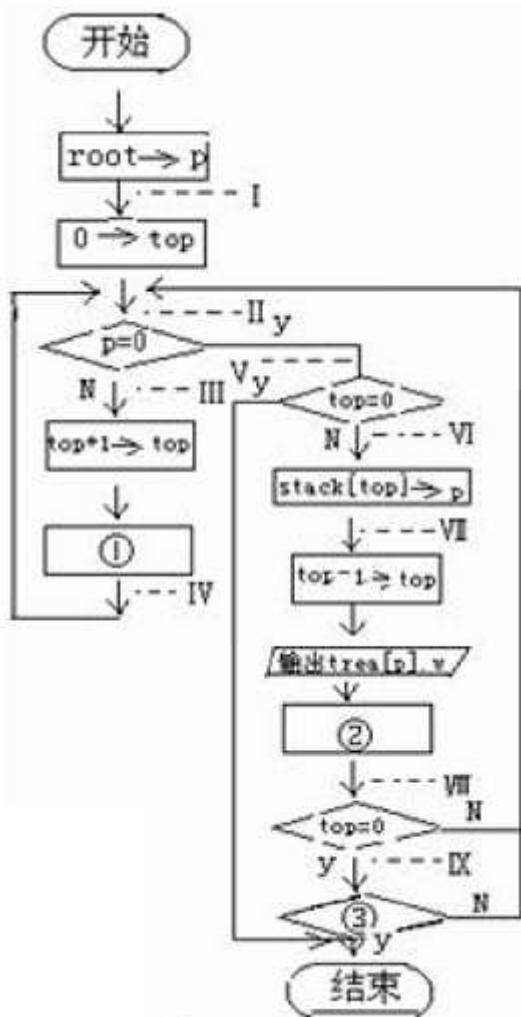 开始
root→p
I
0→top
II
y
p=0
V
y
N
III
top=0
top+1→top
N
VI
stack[top]→p
①
VII
IV
top-1→top
输出trea[p].w
②
VIII
top=0
N
y
IX
③
N
y
结束